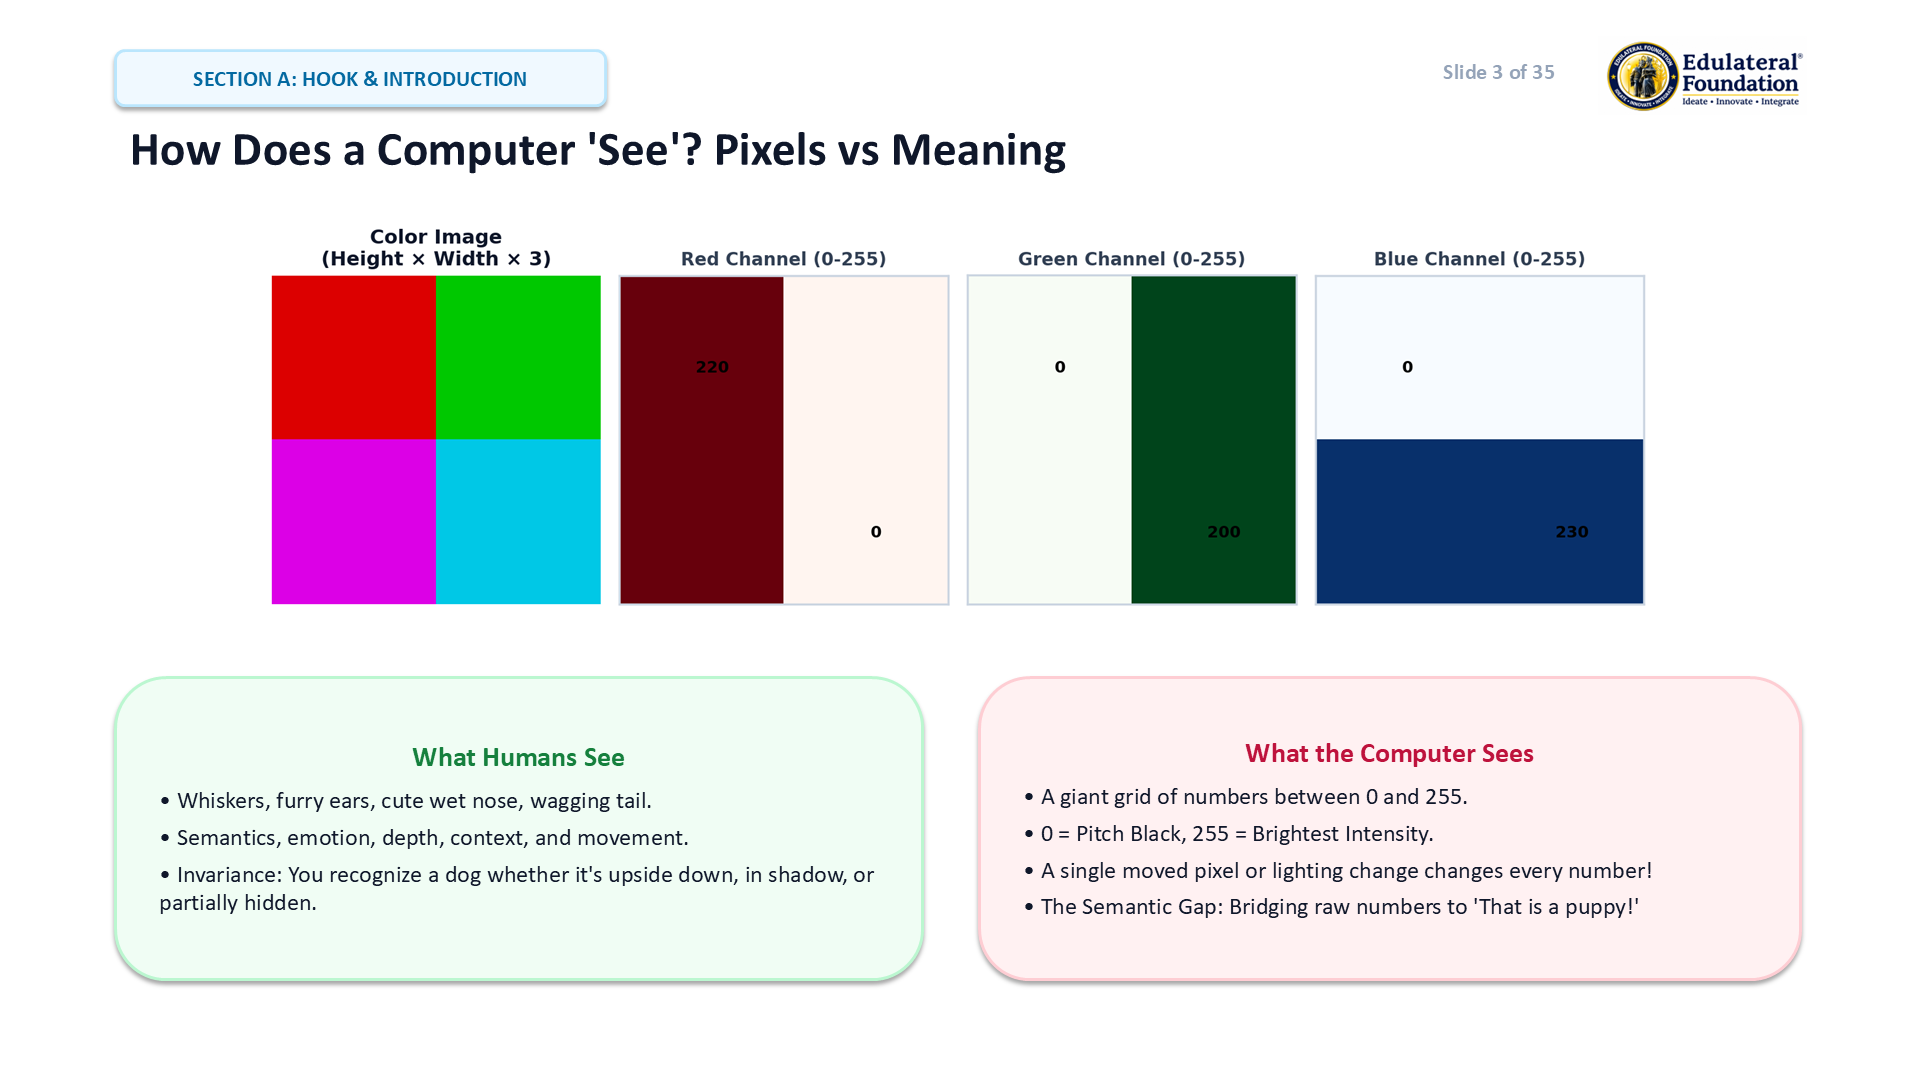 SECTION A: HOOK & INTRODUCTION
Slide 3 of 35
EDULATERAL FOUNDATION
IDEATE • INNOVATE • INTEGRATE
Edulateral®
Foundation
Ideate • Innovate • Integrate
How Does a Computer 'See'? Pixels vs Meaning
Color Image
(Height × Width × 3)
Red Channel (0-255)
Green Channel (0-255)
Blue Channel (0-255)
220
0
0
0
200
230
What Humans See
• Whiskers, furry ears, cute wet nose, wagging tail.
• Semantics, emotion, depth, context, and movement.
• Invariance: You recognize a dog whether it's upside down, in shadow, or
partially hidden.
What the Computer Sees
• A giant grid of numbers between 0 and 255.
• 0 = Pitch Black, 255 = Brightest Intensity.
• A single moved pixel or lighting change changes every number!
• The Semantic Gap: Bridging raw numbers to 'That is a puppy!'